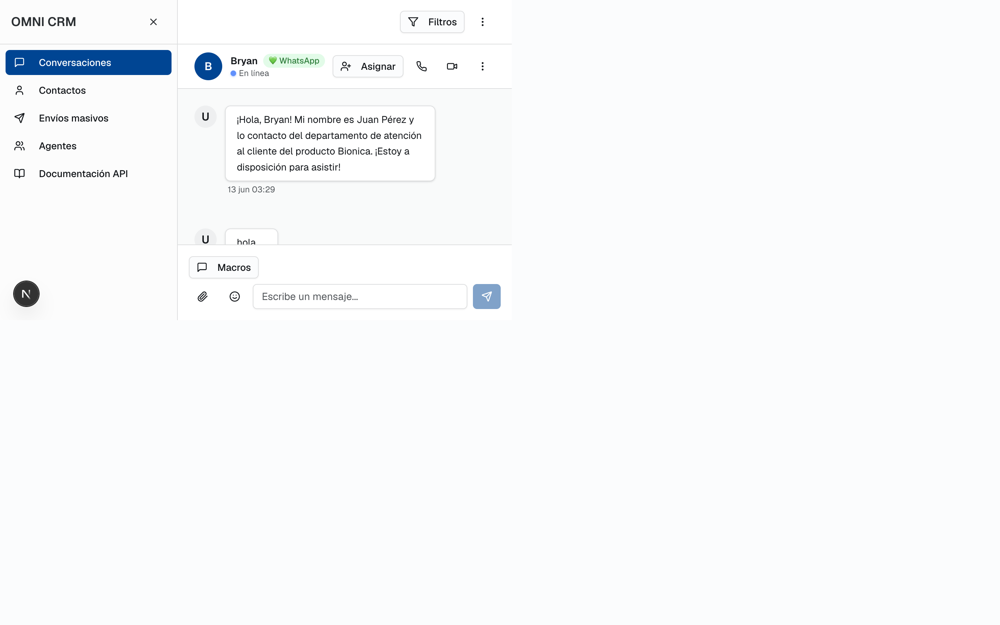 OMNI CRM
Filtros
Conversaciones
Contactos
Envíos masivos
Agentes
Documentación API
B
Bryan
💚 WhatsApp
En línea
Asignar
U
¡Hola, Bryan! Mi nombre es Juan Pérez y
lo contacto del departamento de atención
al cliente del producto Bionica. ¡Estoy a
disposición para asistir!
13 jun 03:29
U
hola
Macros
Escribe un mensaje...
N